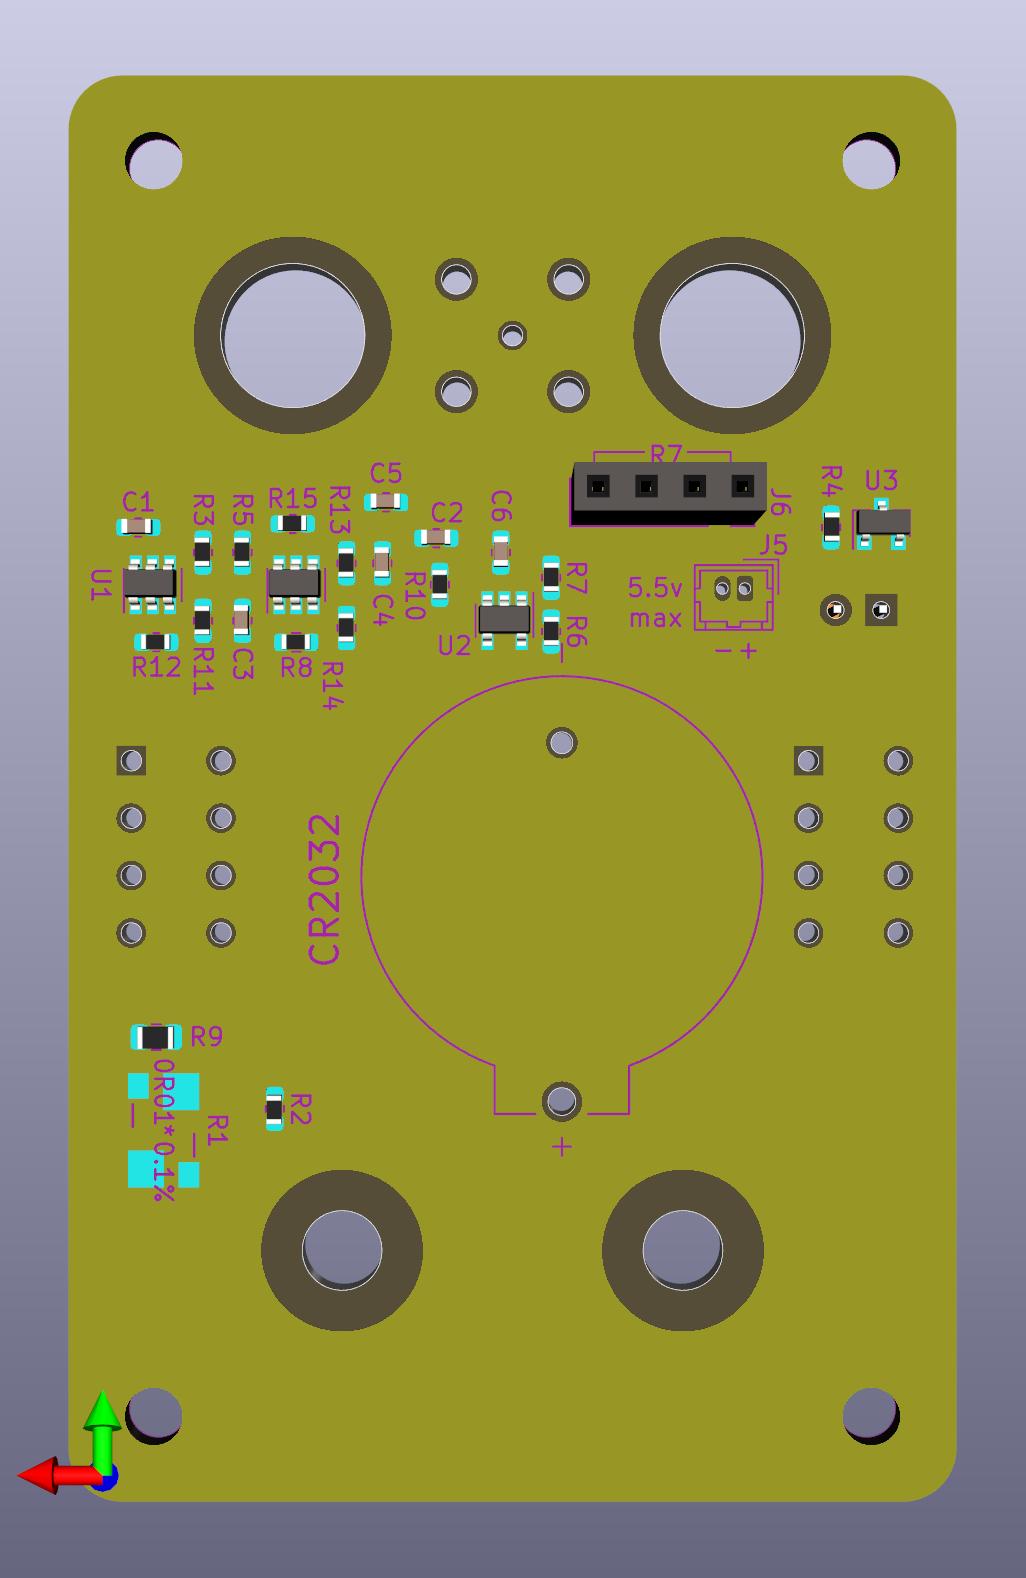 R7
C5
C1
R3
R5
R15
R13
C2
C6
J6
R4
U3
J5
U1
R10
C4
R7
5.5v
max
U2
R6
- +
R12
R11
C3
R8
R14
CR2032
R9
0R01*0.1%
R1
R2
+